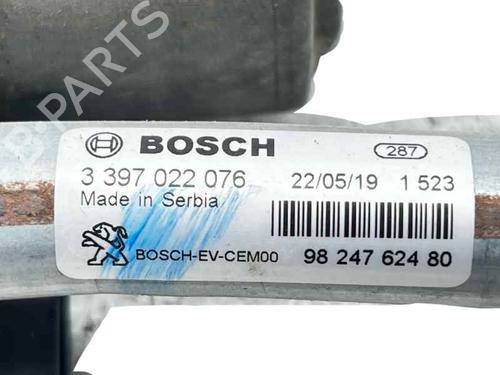 B-PARTS
BOSCH
287
3 397 022 076
22/05/19 1 523
Made in Serbia
BOSCH-EV-CEM00
98 247 624 80